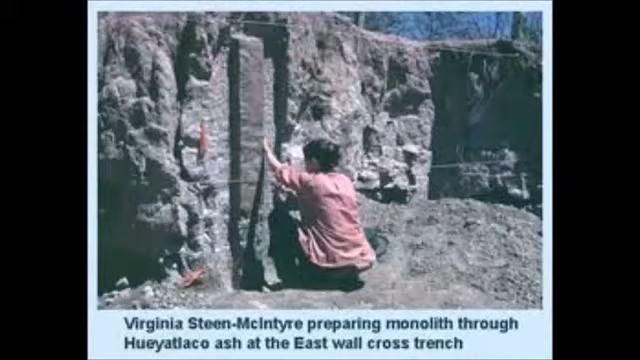 Virginia Steen-McIntyre preparing monolith through
Hueyatlaco ash at the East wall cross trench